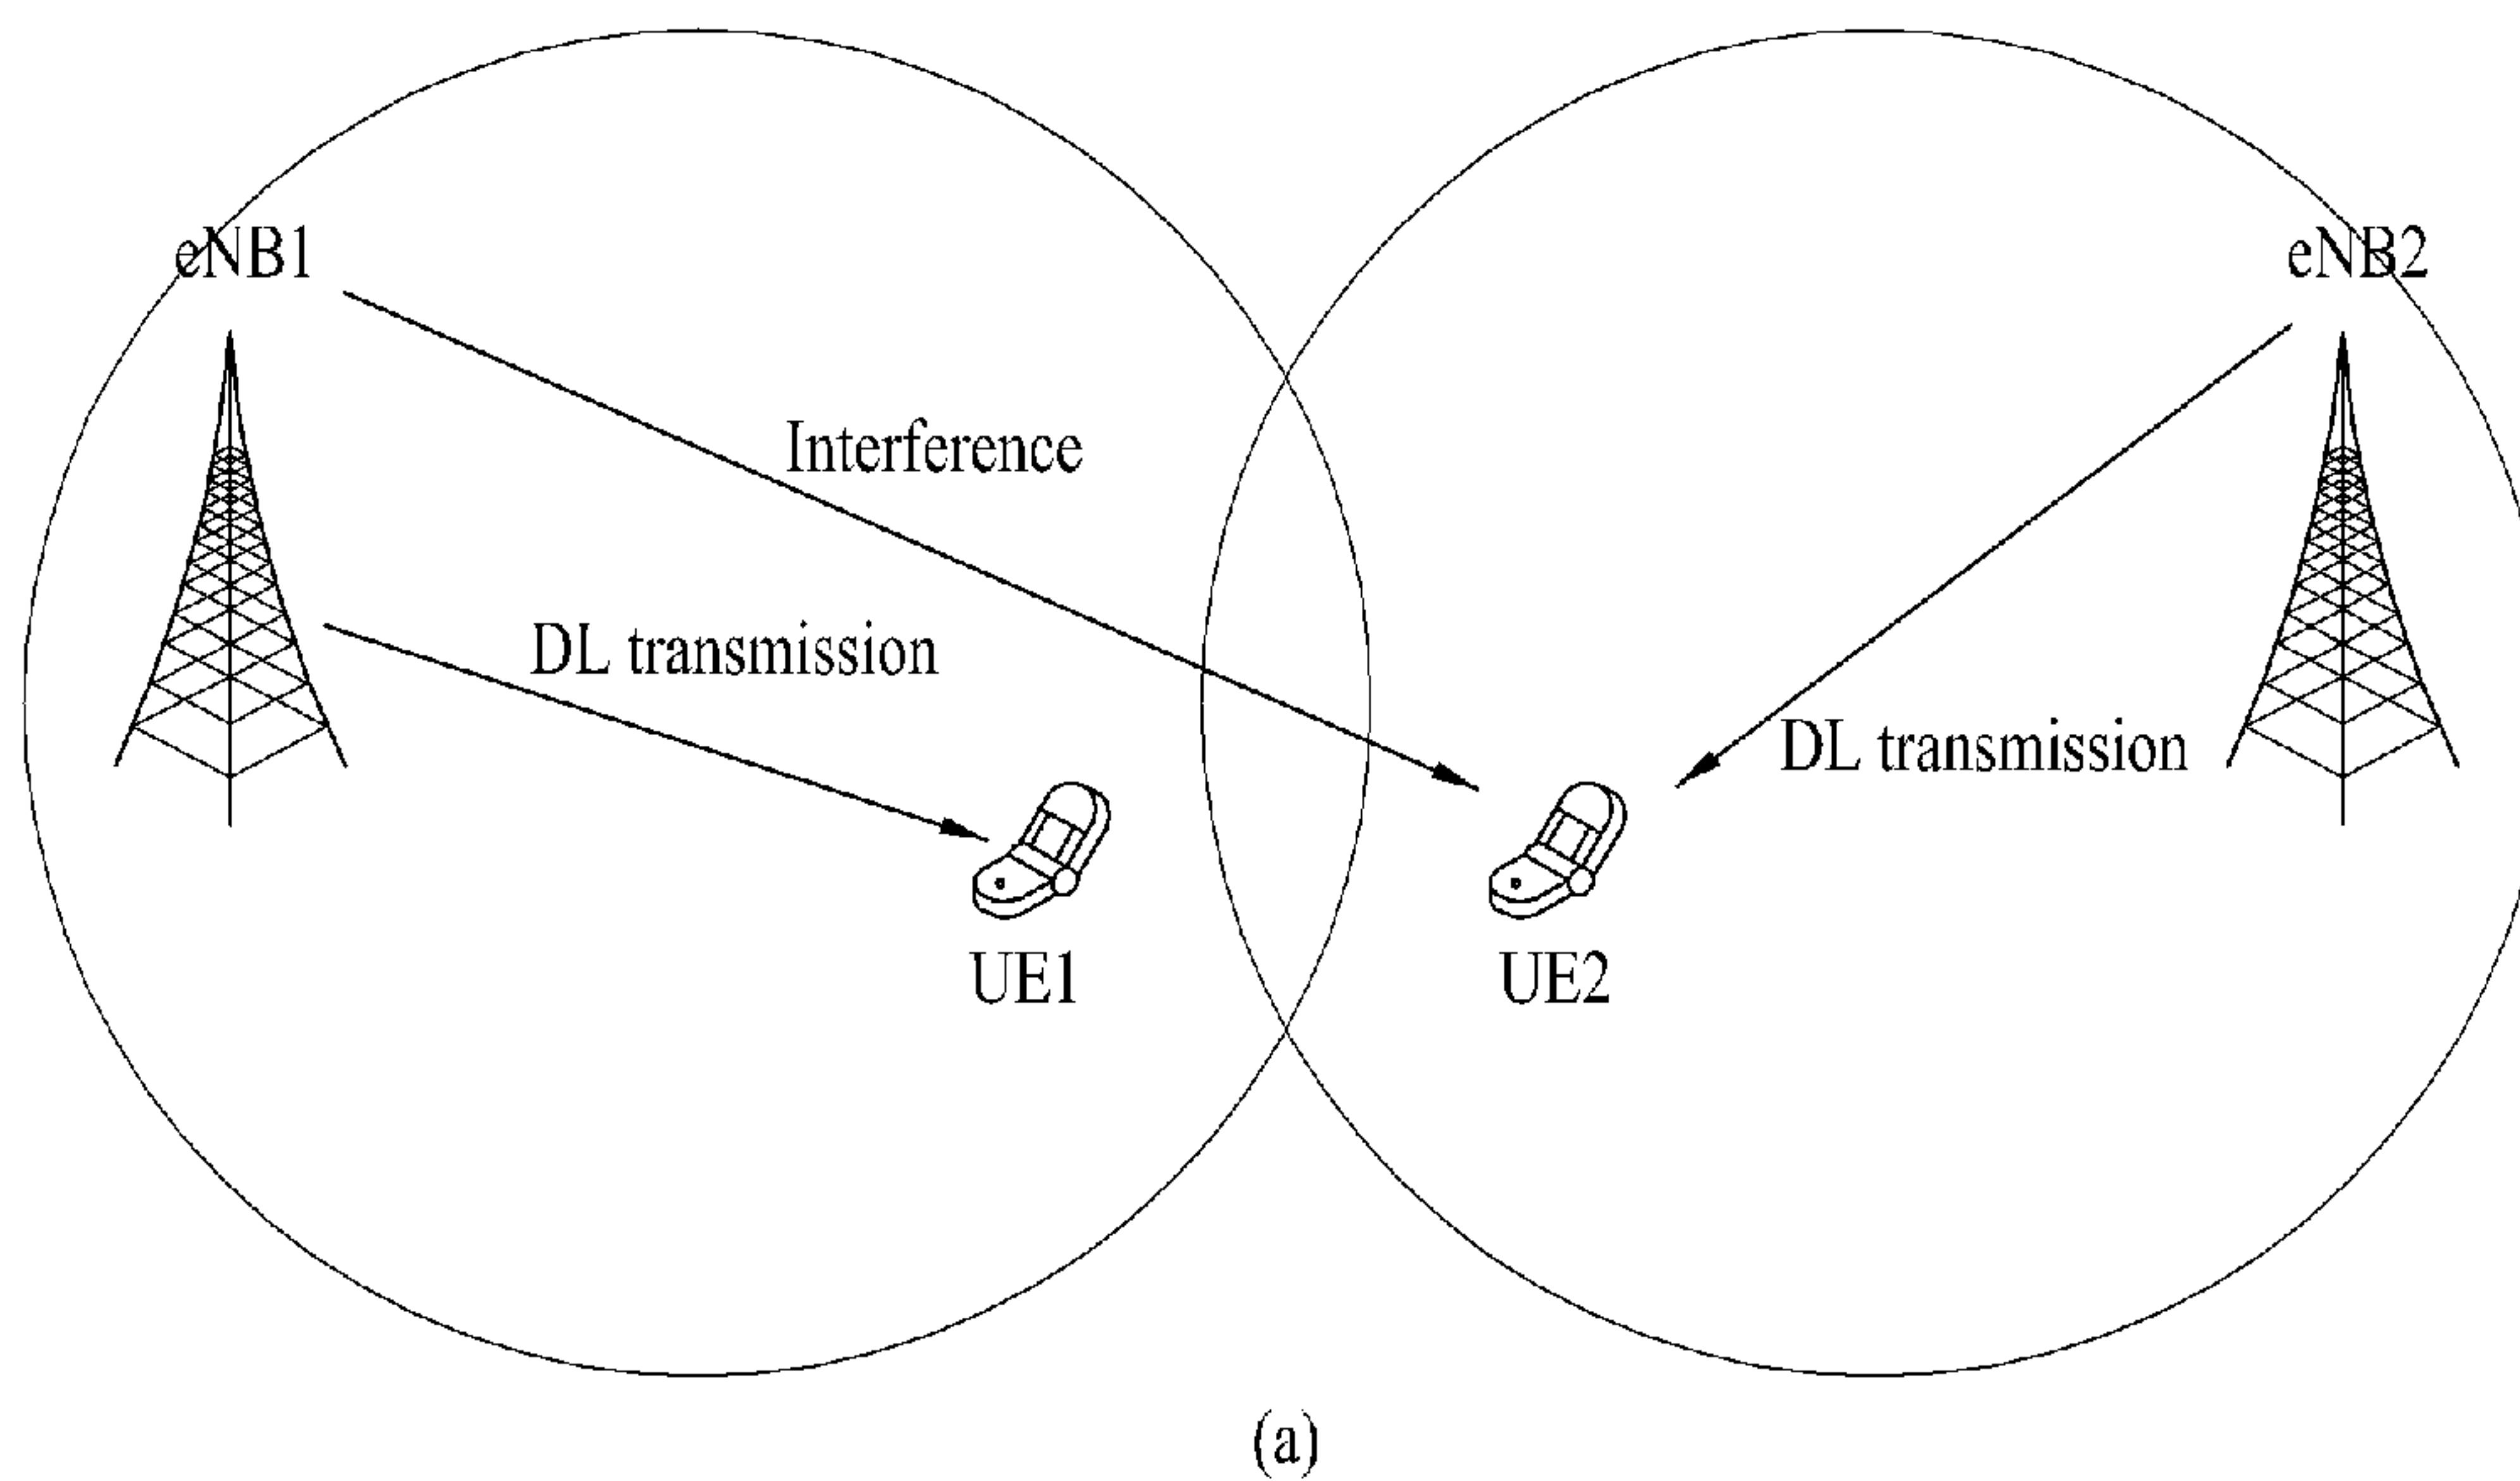 eNB1
eNB2
Interference
DL transmission
DL transmission
UE1
UE2
(a)